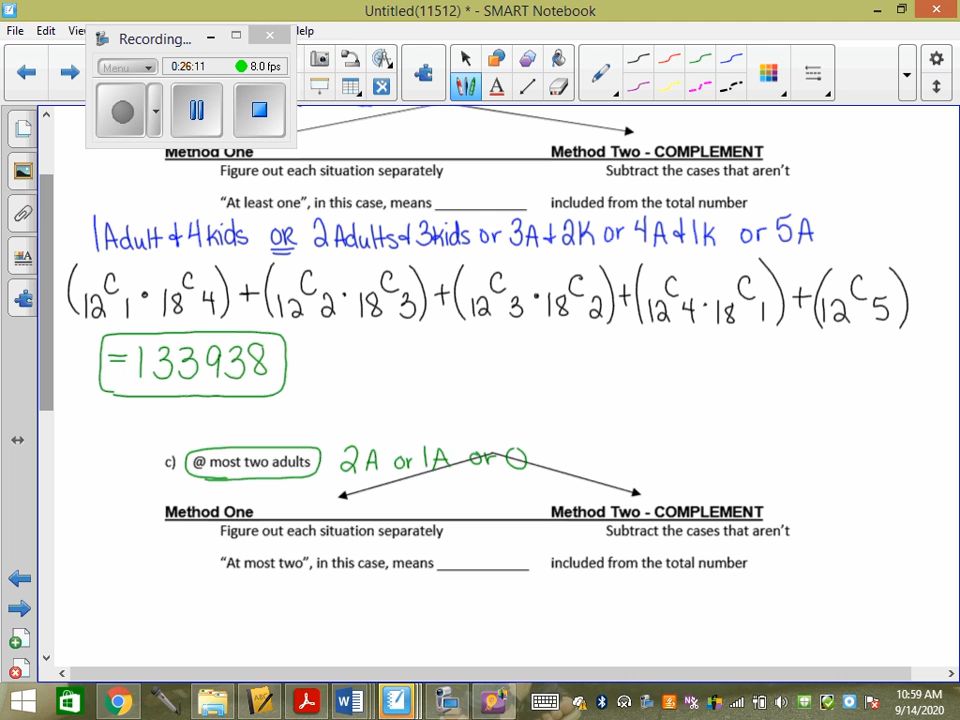 Untitled(11512) * - SMART Notebook
File Edit Vie Help
Recording...
Menu 0:26:11 8.0 fps
Method One Method Two - COMPLEMENT
Figure out each situation separately Subtract the cases that aren't
"At least one", in this case, means __________ included from the total number
1 Adult + 4 kids OR 2 Adults + 3 kids or 3A + 2K or 4A + 1K or 5A
(12C1 · 18C4) + (12C2 · 18C3) + (12C3 · 18C2) + (12C4 · 18C1) + (12C5)
= 133938
c) @ most two adults 2A or 1A or 0
Method One Method Two - COMPLEMENT
Figure out each situation separately Subtract the cases that aren't
"At most two", in this case, means __________ included from the total number
10:59 AM
9/14/2020